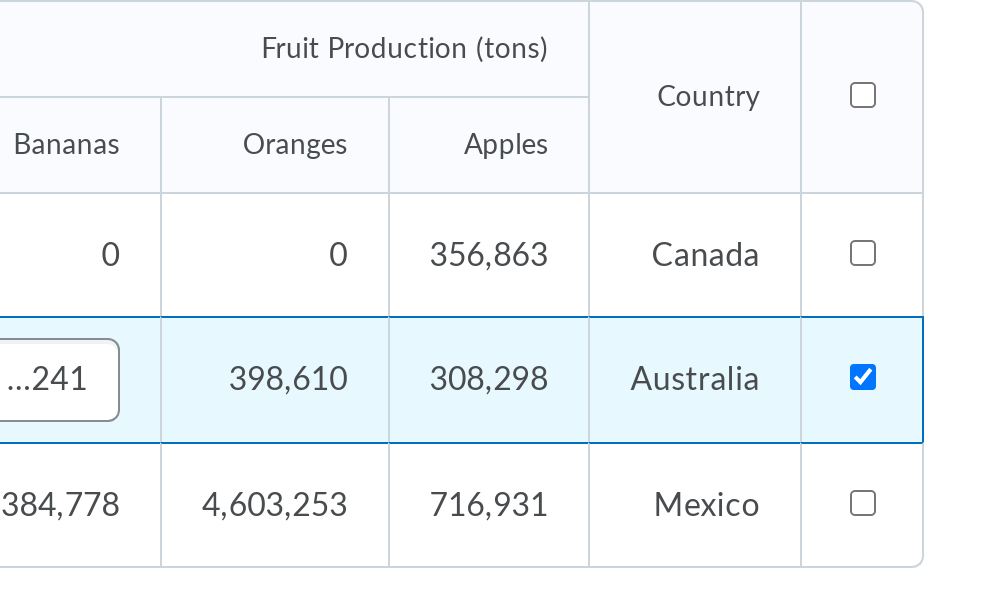 Fruit Production (tons)
Country
Bananas Oranges Apples
0 0 356,863 Canada
...241 398,610 308,298 Australia
384,778 4,603,253 716,931 Mexico